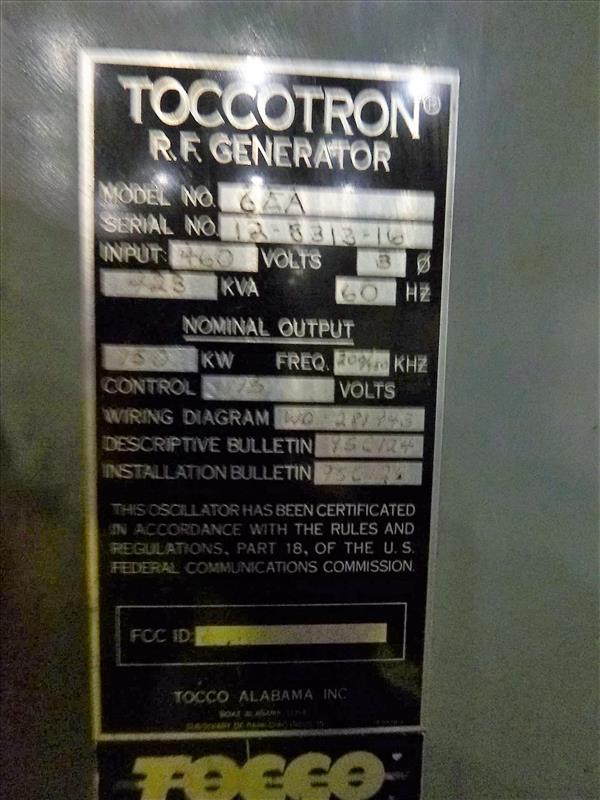 TOCCOTRON®
R.F. GENERATOR
MODEL NO. 6EA
SERIAL NO. 12-8313-16
INPUT: 460 VOLTS 3 Ø
423 KVA 60 HZ
NOMINAL OUTPUT
KW FREQ. KHZ
CONTROL VOLTS
WIRING DIAGRAM
DESCRIPTIVE BULLETIN
INSTALLATION BULLETIN
THIS OSCILLATOR HAS BEEN CERTIFICATED
IN ACCORDANCE WITH THE RULES AND
REGULATIONS, PART 18, OF THE U. S.
FEDERAL COMMUNICATIONS COMMISSION.
FCC ID:
TOCCO ALABAMA INC
TOCCO